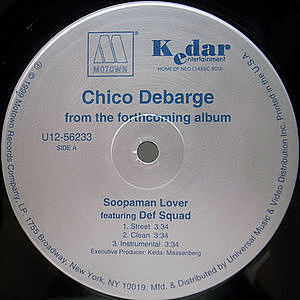 MOTOWN
Kedar
entertainment
HOME OF NEO CLASSIC SOUL
Chico Debarge
from the forthcoming album
U12-56233
SIDE A
Soopaman Lover
featuring Def Squad
1. Street 3:34
2. Clean 3:34
3. Instrumental 3:34
Executive Producer: Kedar Massenberg
© 1999 Motown Records Company, LP. 1755 Broadway, New York, NY 10019. Mfd. & Distributed by Universal Music & Video Distribution Inc. Printed in the U.S.A.